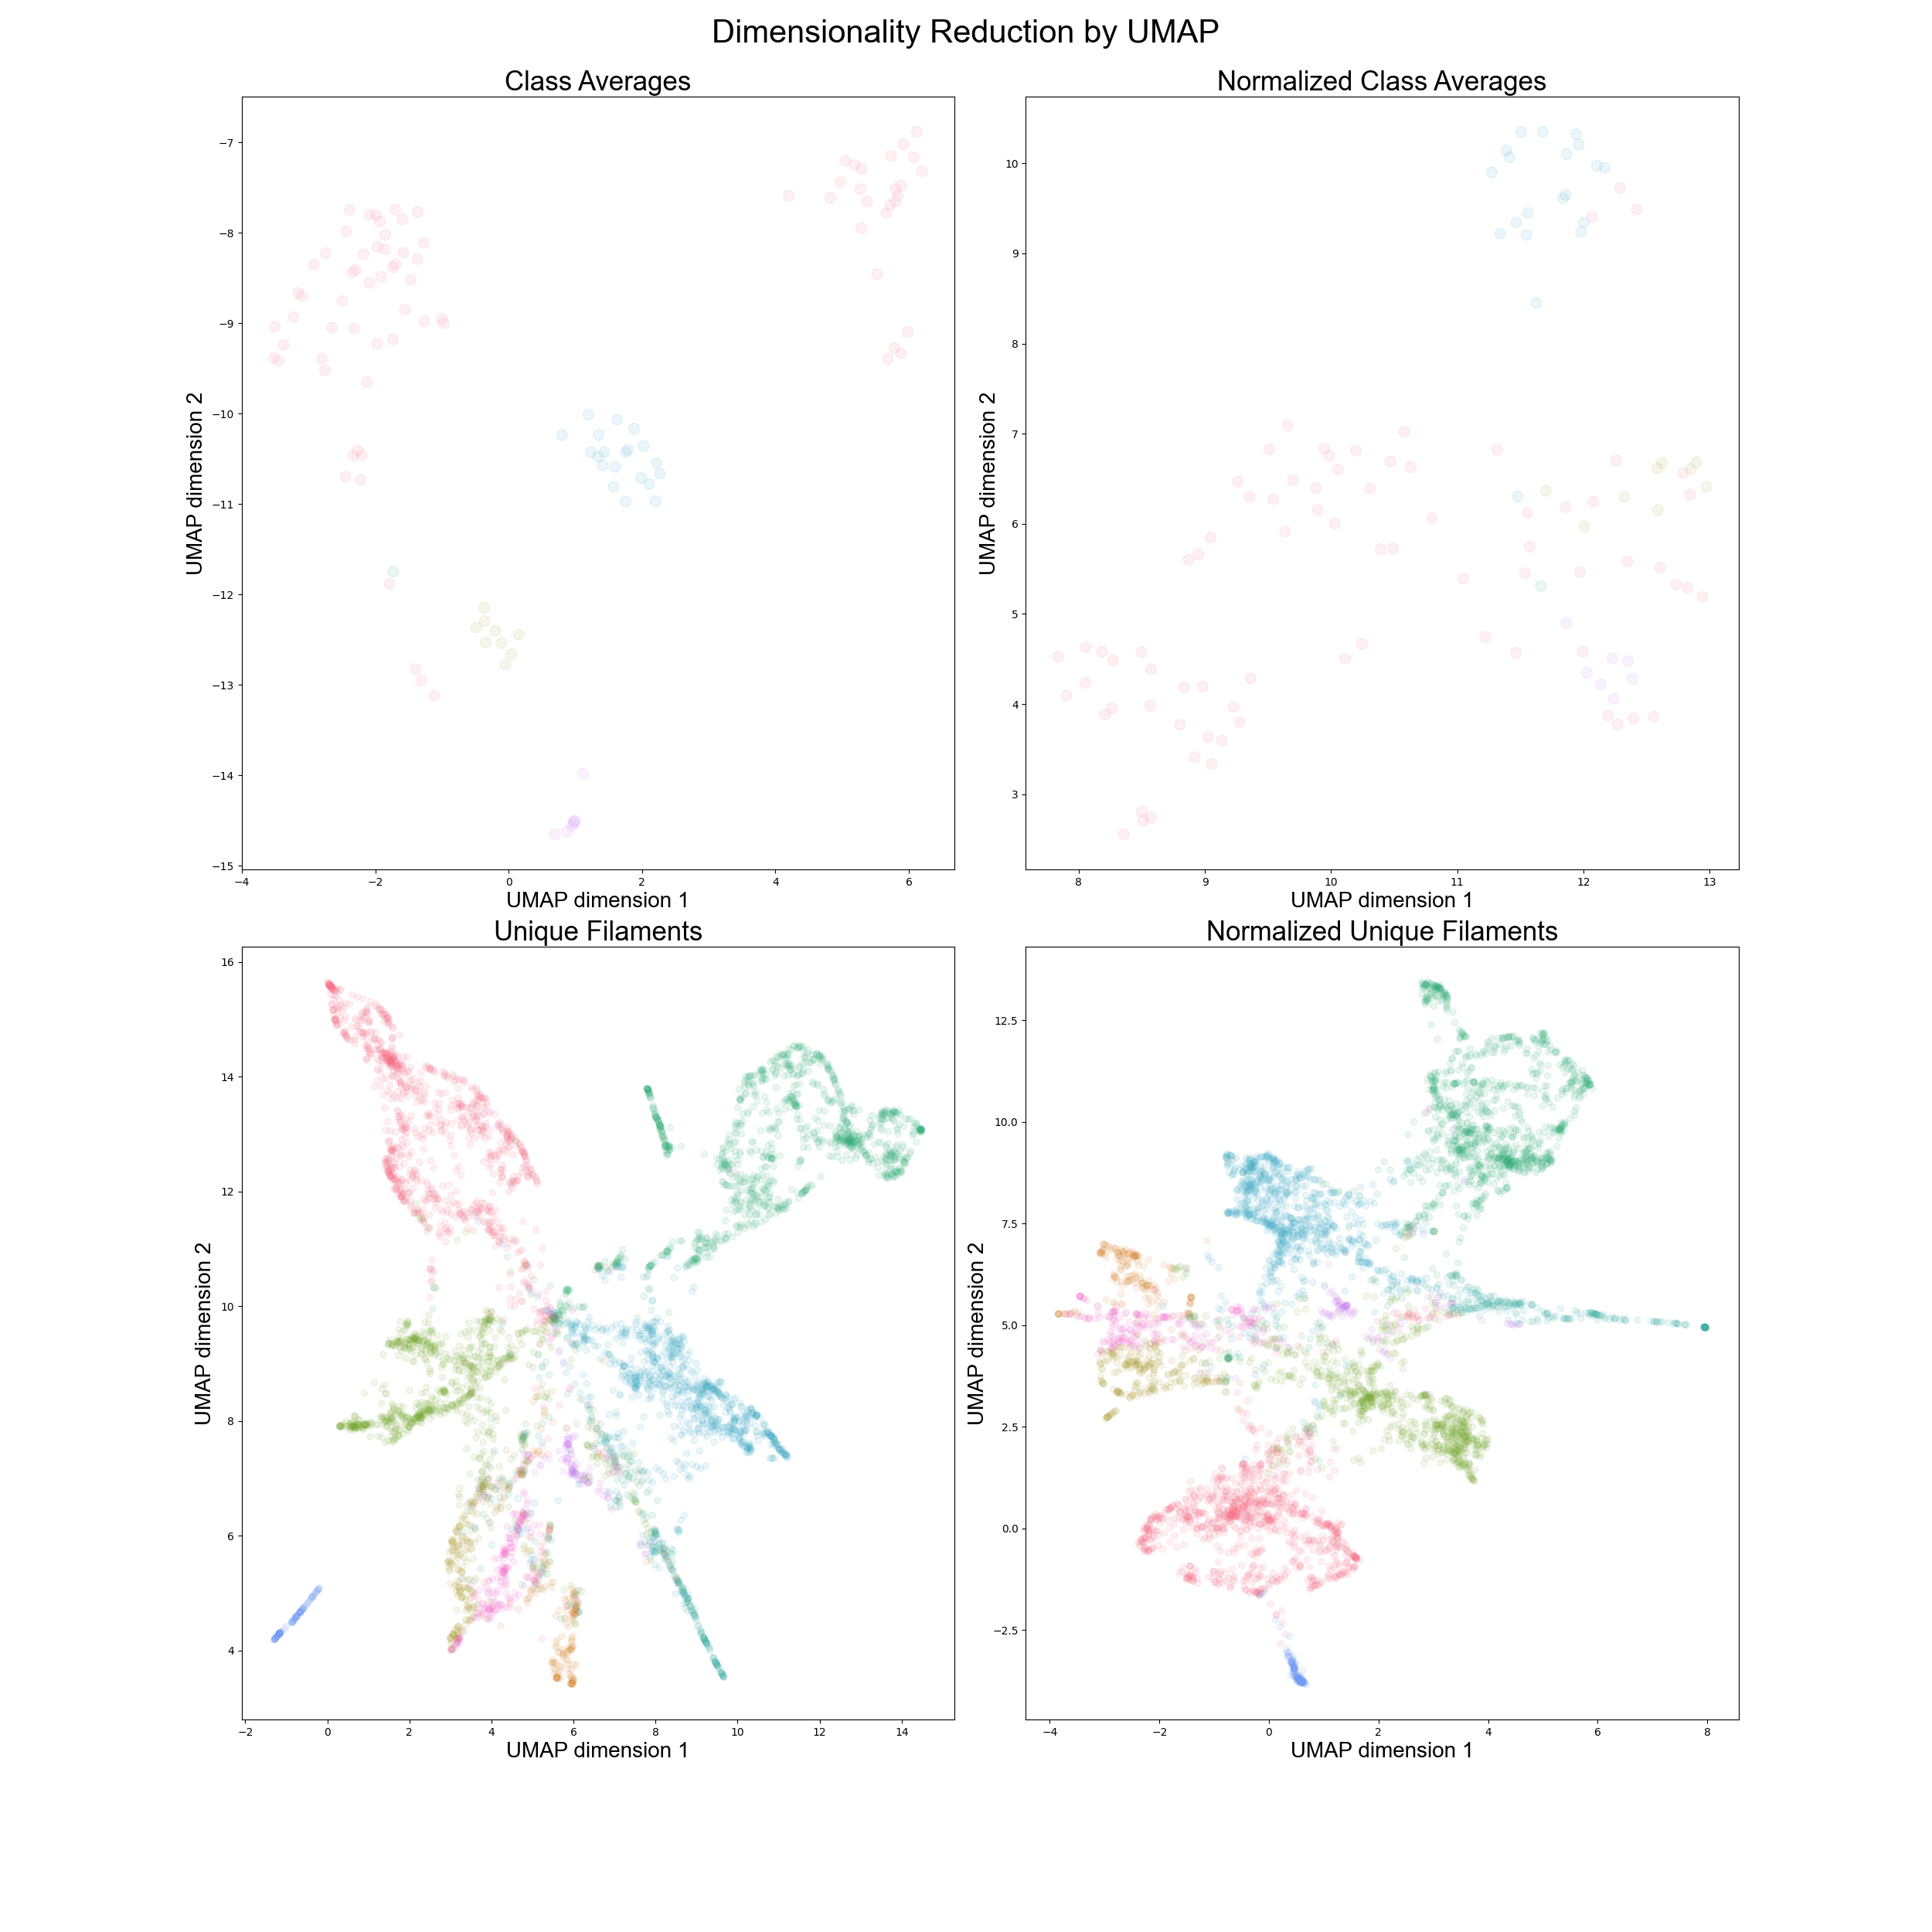 Dimensionality Reduction by UMAP
Class Averages
Normalized Class Averages
−7
−8
−9
−10
−11
−12
−13
−14
−15
UMAP dimension 2
−4 −2 0 2 4 6
UMAP dimension 1
10
9
8
7
6
5
4
3
UMAP dimension 2
8 9 10 11 12 13
UMAP dimension 1
Unique Filaments
Normalized Unique Filaments
16
14
12
10
8
6
4
UMAP dimension 2
−2 0 2 4 6 8 10 12 14
UMAP dimension 1
12.5
10.0
7.5
5.0
2.5
0.0
−2.5
UMAP dimension 2
−4 −2 0 2 4 6 8
UMAP dimension 1